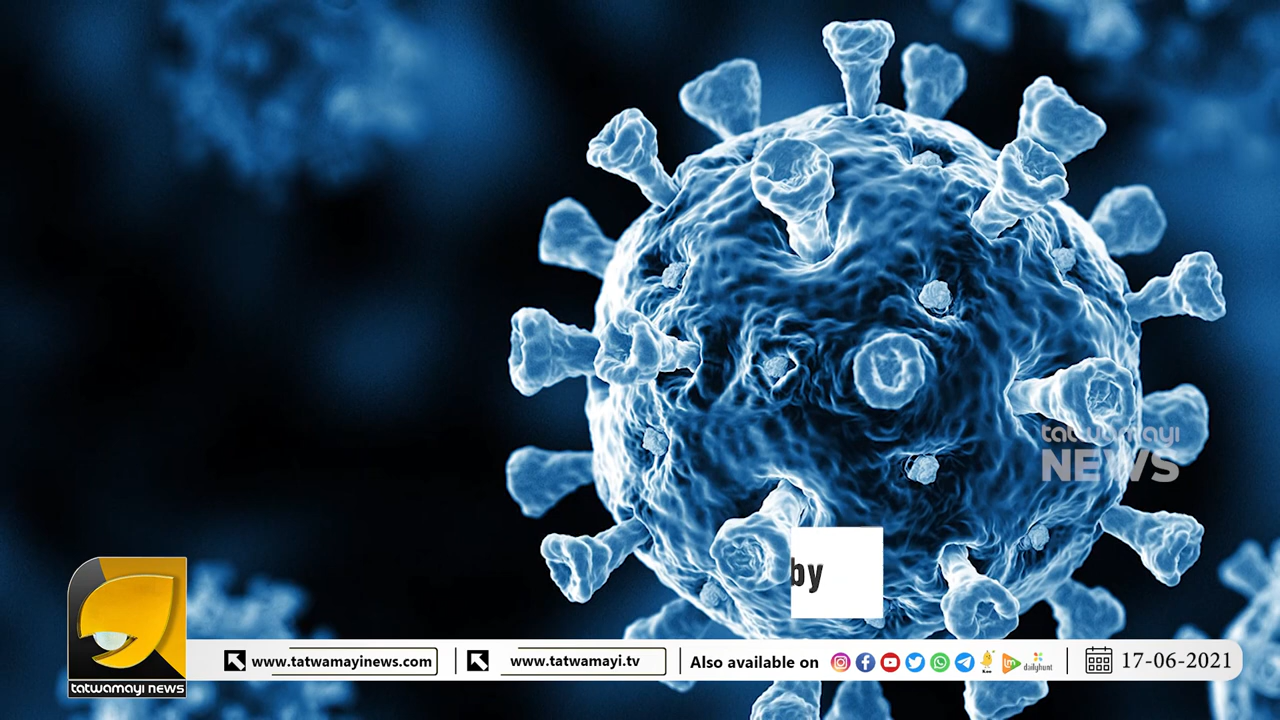 tatwamayi
NEWS
by
tatwamayi news
www.tatwamayinews.com
www.tatwamayi.tv
Also available on
dailyhunt
17-06-2021